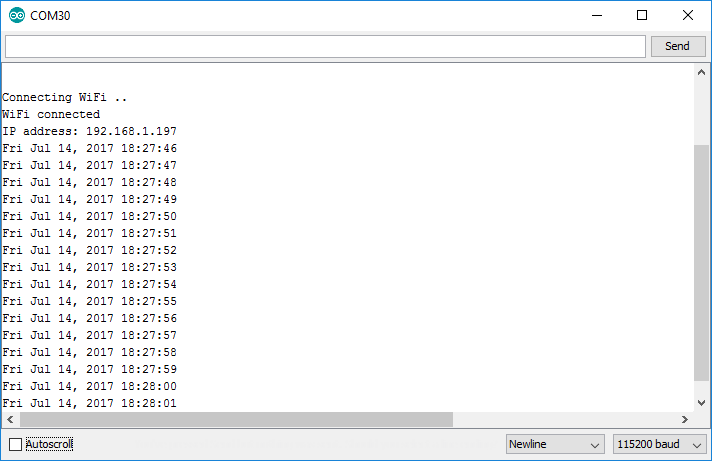 COM30
Send
Connecting WiFi ..
WiFi connected
IP address: 192.168.1.197
Fri Jul 14, 2017 18:27:46
Fri Jul 14, 2017 18:27:47
Fri Jul 14, 2017 18:27:48
Fri Jul 14, 2017 18:27:49
Fri Jul 14, 2017 18:27:50
Fri Jul 14, 2017 18:27:51
Fri Jul 14, 2017 18:27:52
Fri Jul 14, 2017 18:27:53
Fri Jul 14, 2017 18:27:54
Fri Jul 14, 2017 18:27:55
Fri Jul 14, 2017 18:27:56
Fri Jul 14, 2017 18:27:57
Fri Jul 14, 2017 18:27:58
Fri Jul 14, 2017 18:27:59
Fri Jul 14, 2017 18:28:00
Fri Jul 14, 2017 18:28:01
Autoscroll Newline 115200 baud